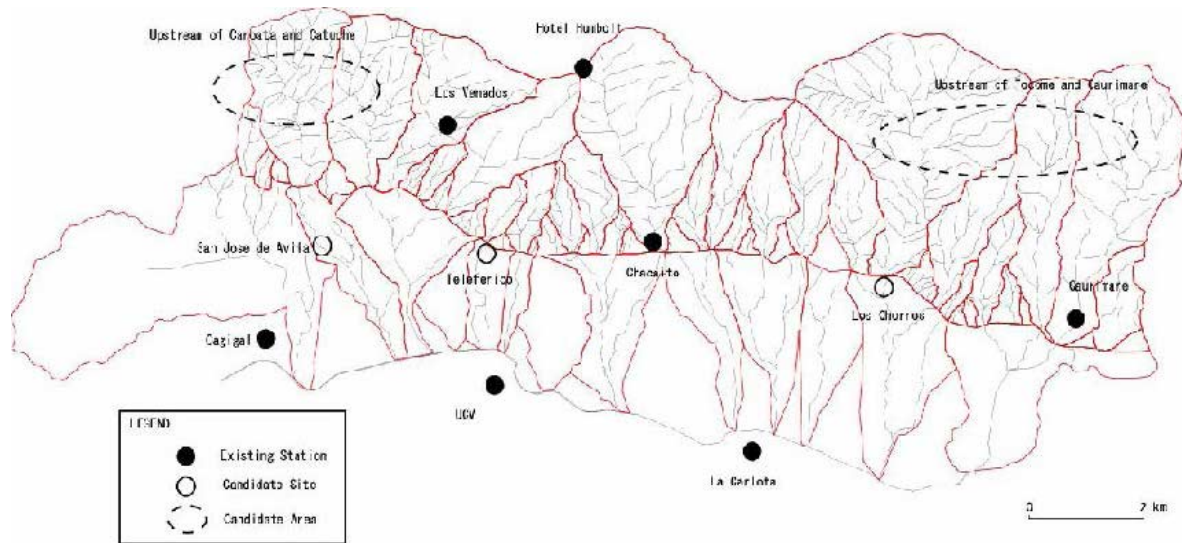 Hotel Humbolt
Upstream of Caroata and Catuche
Los Venados
Upstream of Tocome and Caurimare
San Jose de Avila
Teleferico
Chacaito
Los Chorros
Caurimare
Cagigal
UCV
La Carlota
LEGEND
Existing Station
Candidate Site
Candidate Area
0
2 km